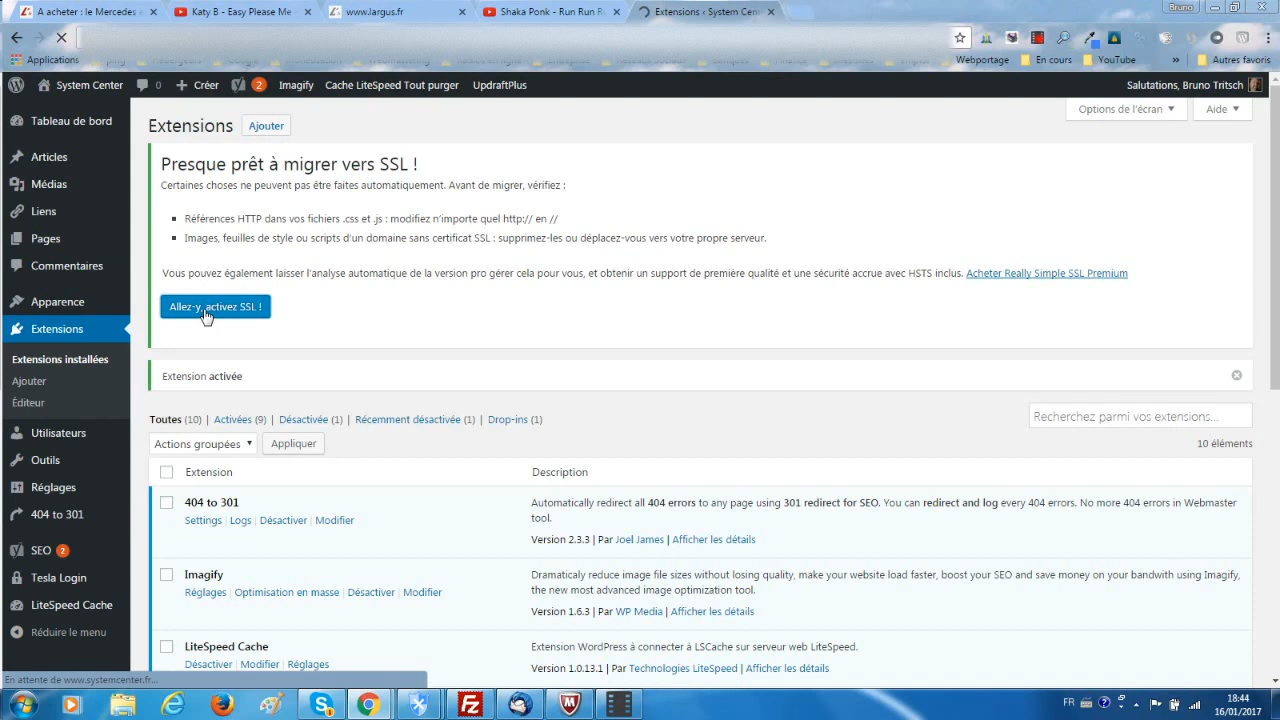 A acheter : le Mercedes
Katy B - Easy Please Me
www.largus.fr
Shaka Ponk - Run Run R
Extensions ‹ System Cen
Bruno
Applications
Webportage
En cours
YouTube
»
Autres favoris
System Center
0
Créer
2
Imagify
Cache LiteSpeed Tout purger
UpdraftPlus
Salutations, Bruno Tritsch
Tableau de bord
Articles
Médias
Liens
Pages
Commentaires
Apparence
Extensions
Extensions installées
Ajouter
Éditeur
Utilisateurs
Outils
Réglages
404 to 301
SEO 2
Tesla Login
LiteSpeed Cache
Réduire le menu
Options de l'écran
Aide
Extensions
Ajouter
Presque prêt à migrer vers SSL !
Certaines choses ne peuvent pas être faites automatiquement. Avant de migrer, vérifiez :
Références HTTP dans vos fichiers .css et .js : modifiez n'importe quel http:// en //
Images, feuilles de style ou scripts d'un domaine sans certificat SSL : supprimez-les ou déplacez-vous vers votre propre serveur.
Vous pouvez également laisser l'analyse automatique de la version pro gérer cela pour vous, et obtenir un support de première qualité et une sécurité accrue avec HSTS inclus. Acheter Really Simple SSL Premium
Allez-y, activez SSL !
Extension activée
Toutes (10) | Activées (9) | Désactivée (1) | Récemment désactivée (1) | Drop-ins (1)
Recherchez parmi vos extensions...
Actions groupées
Appliquer
10 éléments
Extension
Description
404 to 301
Settings | Logs | Désactiver | Modifier
Automatically redirect all 404 errors to any page using 301 redirect for SEO. You can redirect and log every 404 errors. No more 404 errors in Webmaster
tool.
Version 2.3.3 | Par Joel James | Afficher les détails
Imagify
Réglages | Optimisation en masse | Désactiver | Modifier
Dramaticaly reduce image file sizes without losing quality, make your website load faster, boost your SEO and save money on your bandwith using Imagify,
the new most advanced image optimization tool.
Version 1.6.3 | Par WP Media | Afficher les détails
LiteSpeed Cache
Désactiver | Modifier | Réglages
Extension WordPress à connecter à LSCache sur serveur web LiteSpeed.
Version 1.0.13.1 | Par Technologies LiteSpeed | Afficher les détails
En attente de www.systemcenter.fr...
FR
18:44
16/01/2017